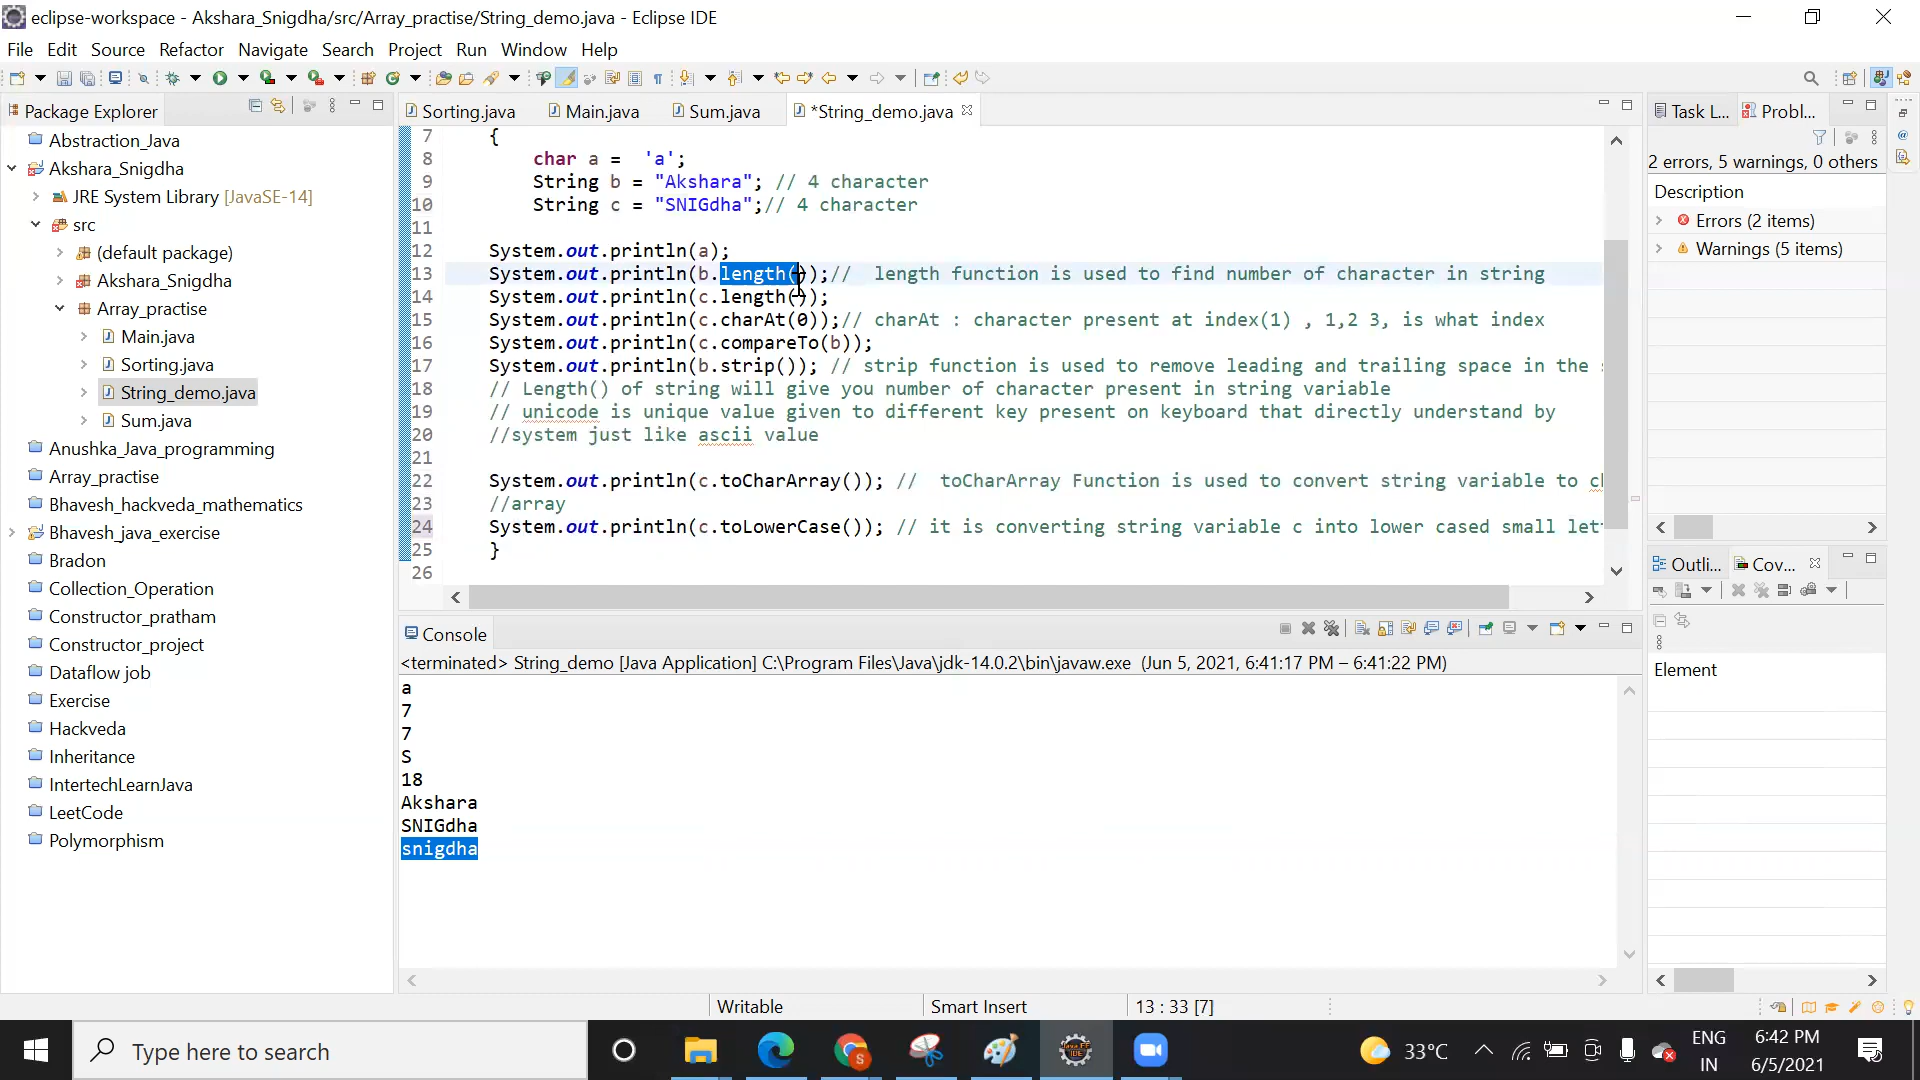 eclipse-workspace - Akshara_Snigdha/src/Array_practise/String_demo.java - Eclipse IDE
File Edit Source Refactor Navigate Search Project Run Window Help
Package Explorer
Abstraction_Java
Akshara_Snigdha
JRE System Library [JavaSE-14]
src
(default package)
Akshara_Snigdha
Array_practise
Main.java
Sorting.java
String_demo.java
Sum.java
Anushka_Java_programming
Array_practise
Bhavesh_hackveda_mathematics
Bhavesh_java_exercise
Bradon
Collection_Operation
Constructor_pratham
Constructor_project
Dataflow job
Exercise
Hackveda
Inheritance
IntertechLearnJava
LeetCode
Polymorphism
Sorting.java Main.java Sum.java *String_demo.java
7 {
8 char a = 'a';
9 String b = "Akshara"; // 4 character
10 String c = "SNIGdha";// 4 character
11
12 System.out.println(a);
13 System.out.println(b.length());// length function is used to find number of character in string
14 System.out.println(c.length());
15 System.out.println(c.charAt(0));// charAt : character present at index(1) , 1,2 3, is what index
16 System.out.println(c.compareTo(b));
17 System.out.println(b.strip()); // strip function is used to remove leading and trailing space in the
18 // Length() of string will give you number of character present in string variable
19 // unicode is unique value given to different key present on keyboard that directly understand by
20 //system just like ascii value
21
22 System.out.println(c.toCharArray()); // toCharArray Function is used to convert string variable to
23 //array
24 System.out.println(c.toLowerCase()); // it is converting string variable c into lower cased small
25 }
26
Console
<terminated> String_demo [Java Application] C:\Program Files\Java\jdk-14.0.2\bin\javaw.exe (Jun 5, 2021, 6:41:17 PM – 6:41:22 PM)
a
7
7
S
18
Akshara
SNIGdha
snigdha
Task L... Probl...
2 errors, 5 warnings, 0 others
Description
Errors (2 items)
Warnings (5 items)
Outli... Cov...
Element
Writable Smart Insert 13 : 33 [7]
Type here to search
33°C
ENG
IN
6:42 PM
6/5/2021